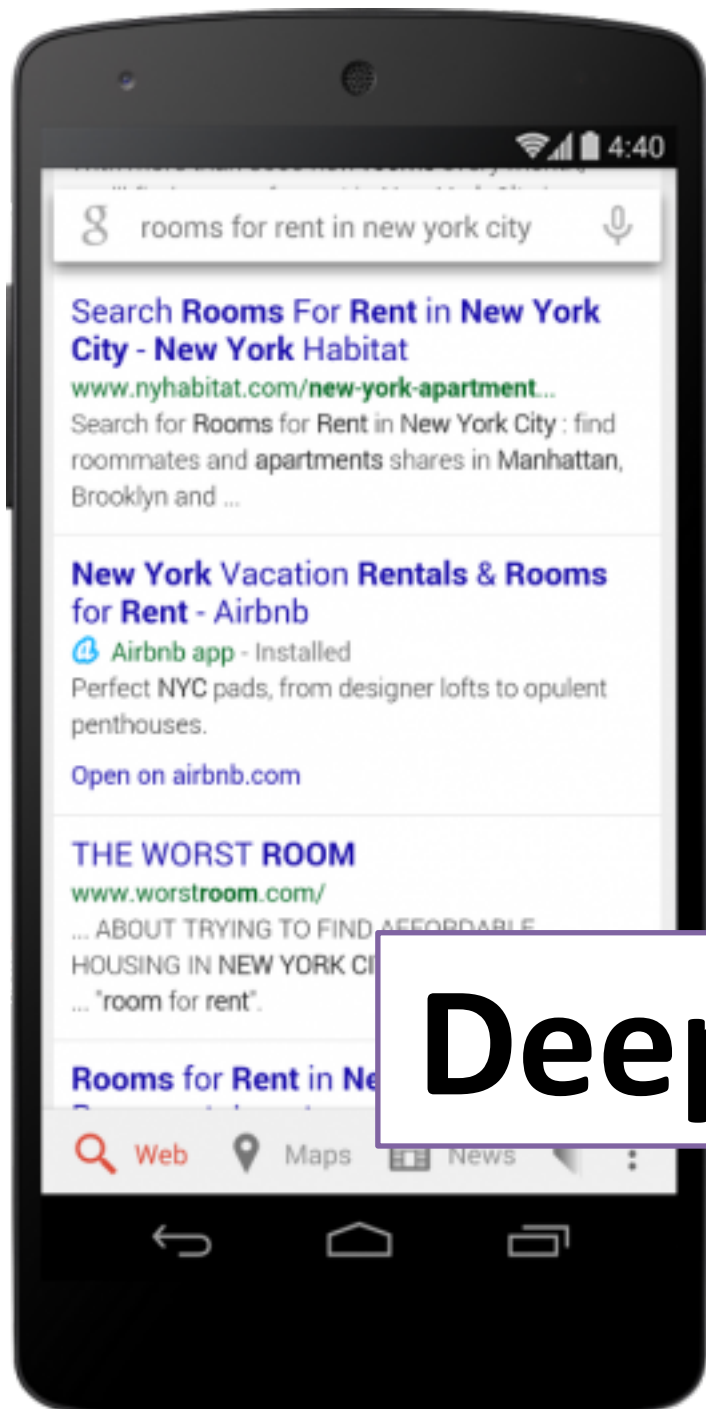 4:40
g rooms for rent in new york city
Search Rooms For Rent in New York
City - New York Habitat
www.nyhabitat.com/new-york-apartment...
Search for Rooms for Rent in New York City : find
roommates and apartments shares in Manhattan,
Brooklyn and ...
New York Vacation Rentals & Rooms
for Rent - Airbnb
Airbnb app - Installed
Perfect NYC pads, from designer lofts to opulent
penthouses.
Open on airbnb.com
THE WORST ROOM
www.worstroom.com/
... ABOUT TRYING TO FIND AFFORDABLE
HOUSING IN NEW YORK
... "room for rent".
Rooms for Rent in
Deep
Web Maps News